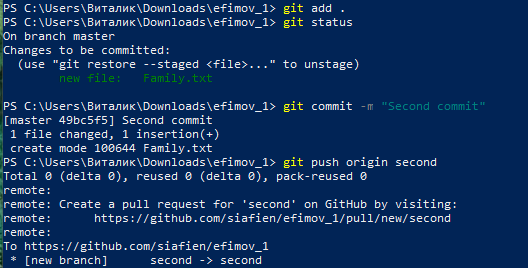 PS C:\Users\Виталик\Downloads\efimov_1> git add .
PS C:\Users\Виталик\Downloads\efimov_1> git status
On branch master
Changes to be committed:
  (use "git restore --staged <file>..." to unstage)
        new file:   Family.txt

PS C:\Users\Виталик\Downloads\efimov_1> git commit -m "Second commit"
[master 49bc5f5] Second commit
 1 file changed, 1 insertion(+)
 create mode 100644 Family.txt
PS C:\Users\Виталик\Downloads\efimov_1> git push origin second
Total 0 (delta 0), reused 0 (delta 0), pack-reused 0
remote:
remote: Create a pull request for 'second' on GitHub by visiting:
remote:      https://github.com/siafien/efimov_1/pull/new/second
remote:
To https://github.com/siafien/efimov_1
 * [new branch]      second -> second